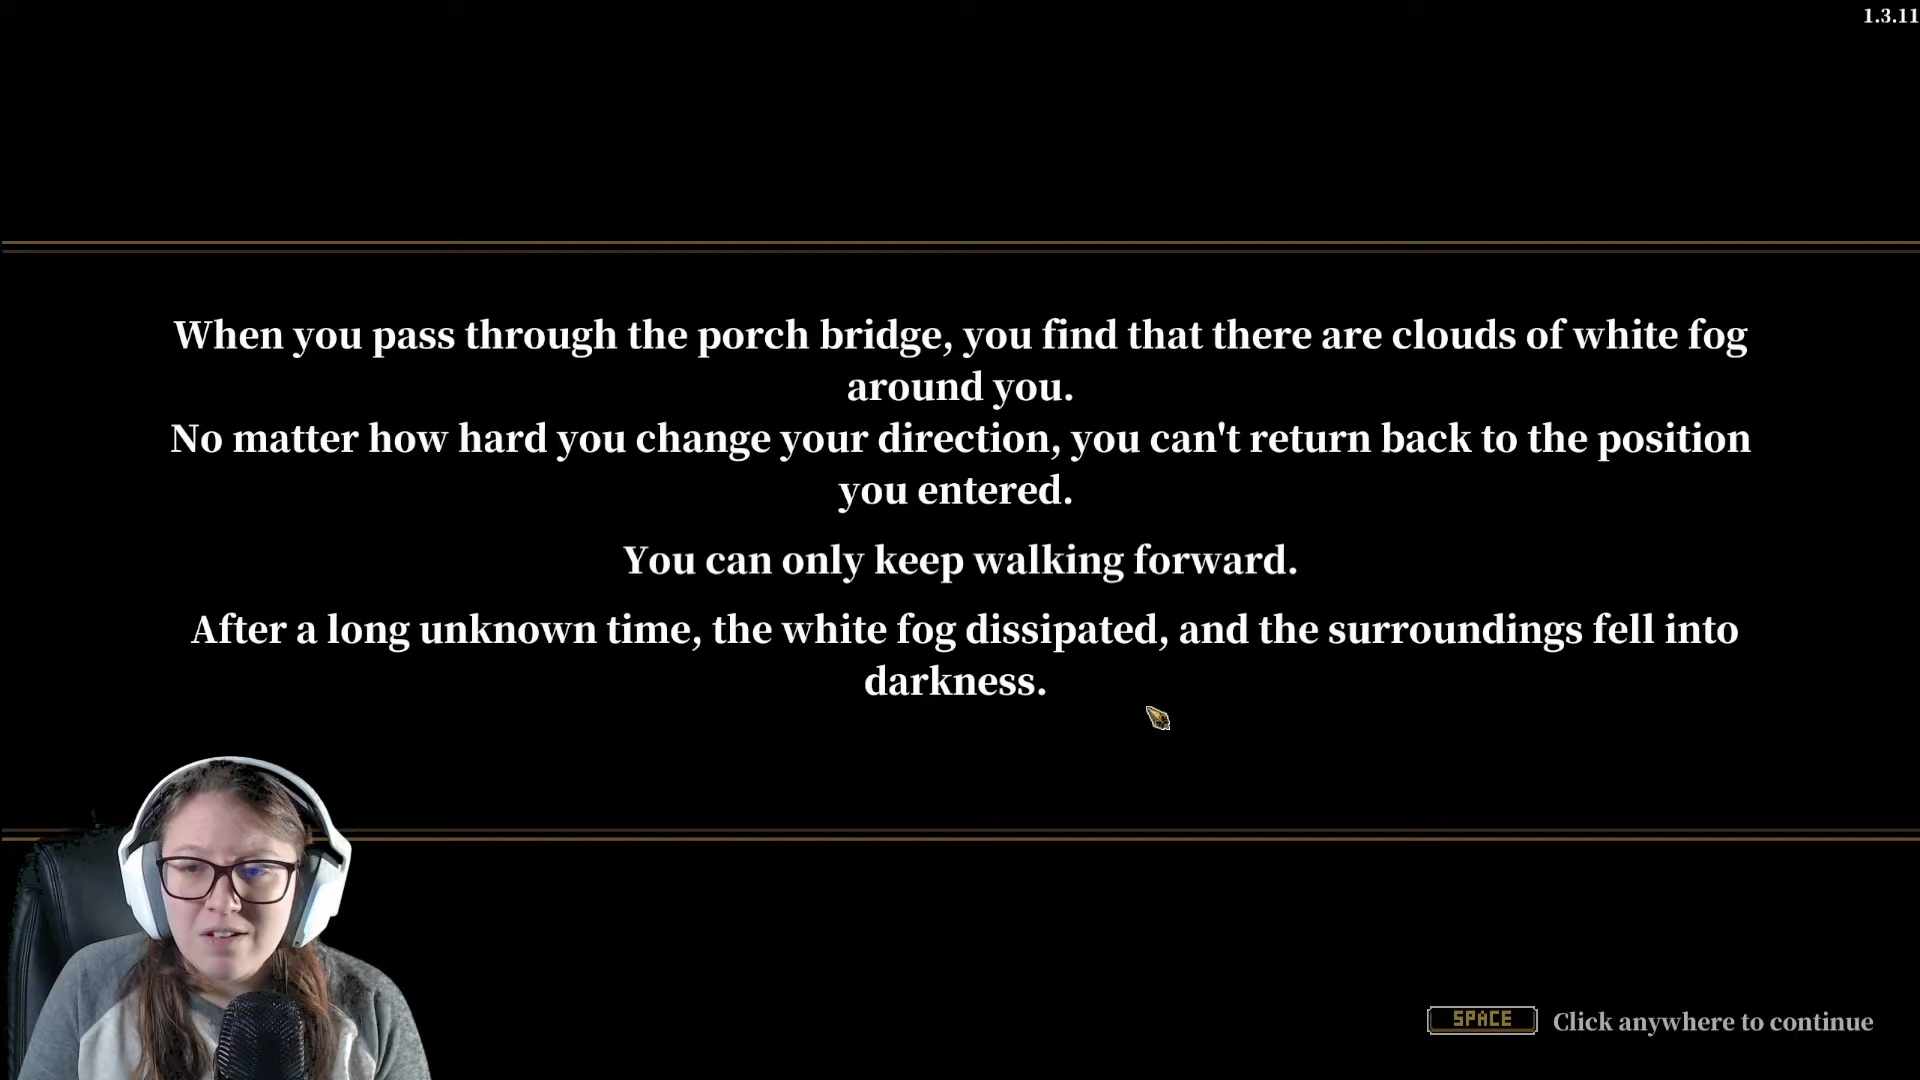 1.3.11
When you pass through the porch bridge, you find that there are clouds of white fog
around you.
No matter how hard you change your direction, you can't return back to the position
you entered.
You can only keep walking forward.
After a long unknown time, the white fog dissipated, and the surroundings fell into
darkness.
SPACE Click anywhere to continue